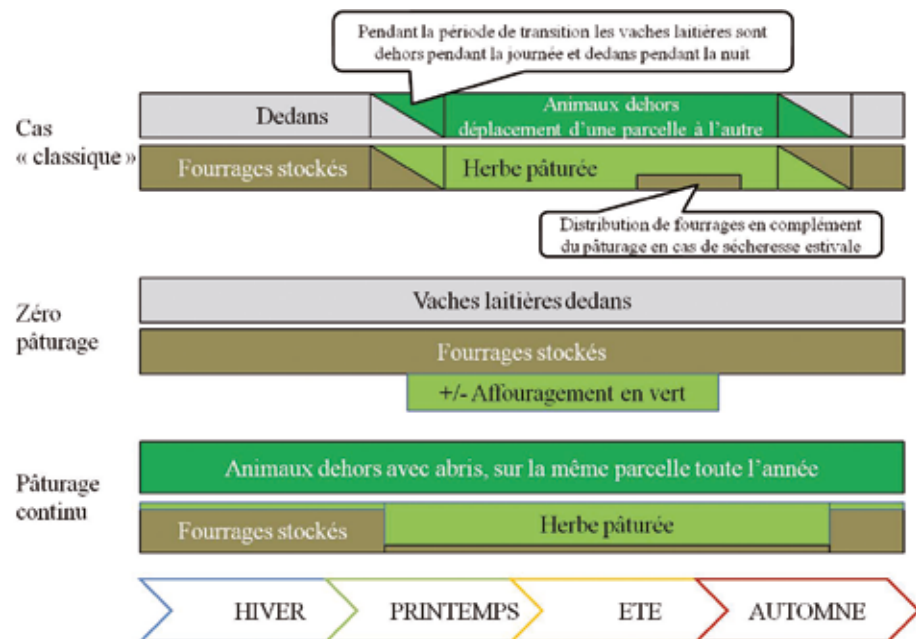 Pendant la période de transition les vaches laitières sont
dehors pendant la journée et dedans pendant la nuit
Cas
« classique »
Dedans
Animaux dehors
déplacement d'une parcelle à l'autre
Fourrages stockés
Herbe pâturée
Distribution de fourrages en complément
du pâturage en cas de sécheresse estivale
Zéro
pâturage
Vaches laitières dedans
Fourrages stockés
+/- Affouragement en vert
Pâturage
continu
Animaux dehors avec abris, sur la même parcelle toute l'année
Fourrages stockés
Herbe pâturée
HIVER
PRINTEMPS
ETE
AUTOMNE